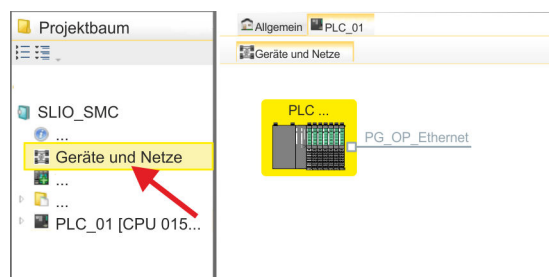 Projektbaum
SLIO_SMC
...
Geräte und Netze
...
...
PLC_01 [CPU 015...
Allgemein PLC_01
Geräte und Netze
PLC ...
PG_OP_Ethernet